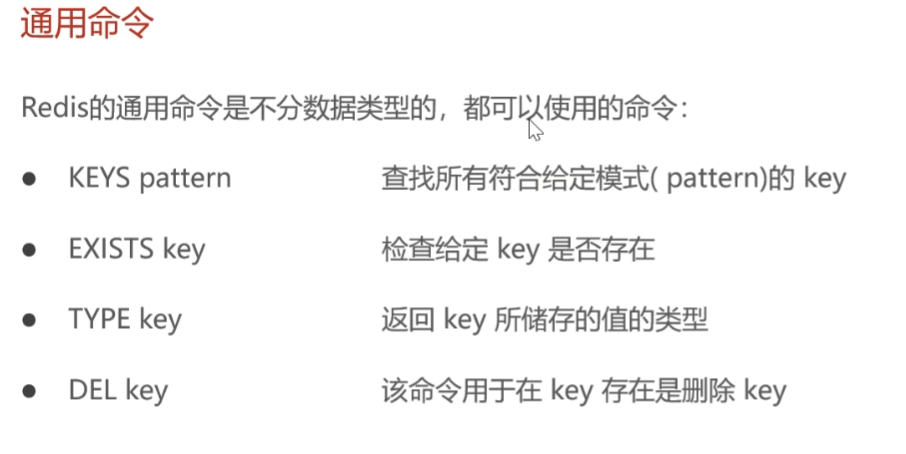 通用命令
Redis的通用命令是不分数据类型的，都可以使用的命令：
● KEYS pattern 查找所有符合给定模式( pattern)的 key
● EXISTS key 检查给定 key 是否存在
● TYPE key 返回 key 所储存的值的类型
● DEL key 该命令用于在 key 存在是删除 key